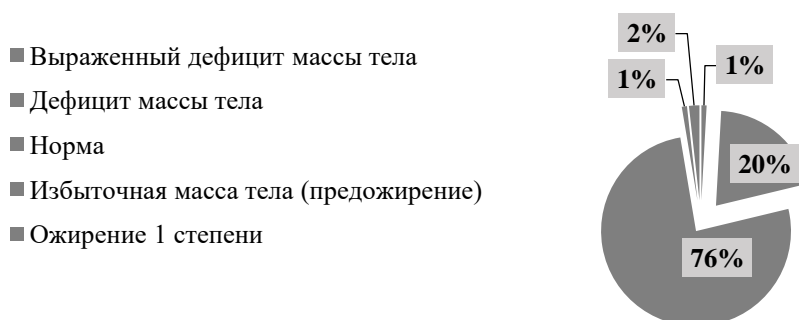 Выраженный дефицит массы тела
Дефицит массы тела
Норма
Избыточная масса тела (предожирение)
Ожирение 1 степени
2%
1%
1%
20%
76%